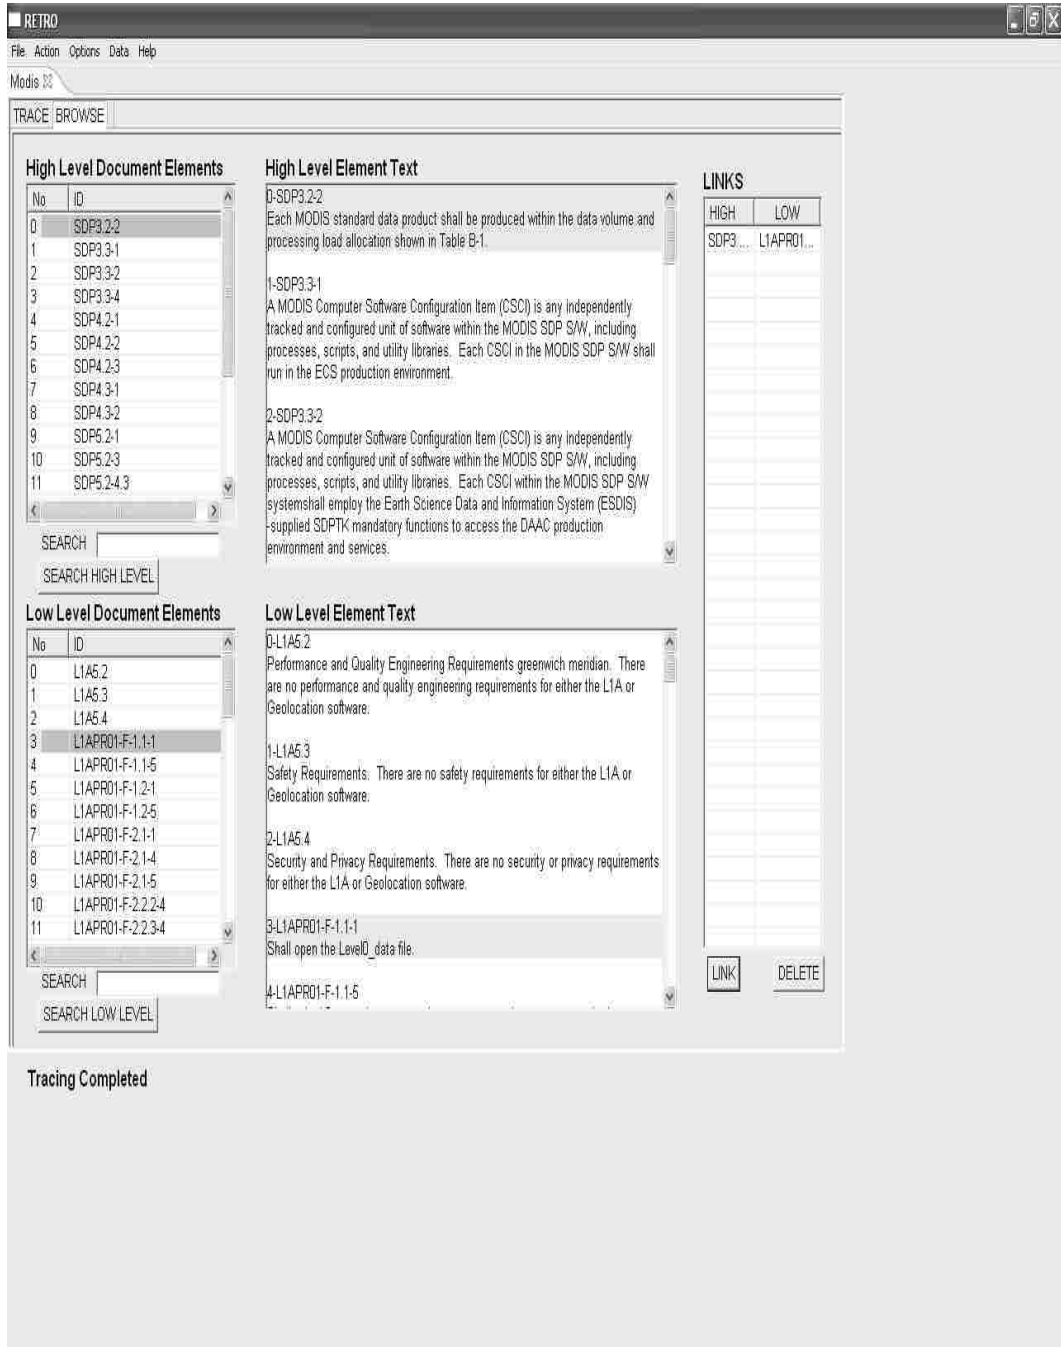 RETRO
File Action Options Data Help
Modis
TRACE BROWSE
High Level Document Elements
No ID
0 SDP3.2-2
1 SDP3.3-1
2 SDP3.3-2
3 SDP3.3-4
4 SDP4.2-1
5 SDP4.2-2
6 SDP4.2-3
7 SDP4.3-1
8 SDP4.3-2
9 SDP5.2-1
10 SDP5.2-3
11 SDP5.2-4.3
SEARCH
SEARCH HIGH LEVEL
High Level Element Text
0-SDP3.2-2
Each MODIS standard data product shall be produced within the data volume and
processing load allocation shown in Table B-1.
1-SDP3.3-1
A MODIS Computer Software Configuration Item (CSCI) is any independently
tracked and configured unit of software within the MODIS SDP S/W, including
processes, scripts, and utility libraries. Each CSCI in the MODIS SDP S/W shall
run in the ECS production environment.
2-SDP3.3-2
A MODIS Computer Software Configuration Item (CSCI) is any independently
tracked and configured unit of software within the MODIS SDP S/W, including
processes, scripts, and utility libraries. Each CSCI within the MODIS SDP S/W
systemshall employ the Earth Science Data and Information System (ESDIS)
-supplied SDPTK mandatory functions to access the DAAC production
environment and services.
LINKS
HIGH LOW
SDP3.... L1APR01...
LINK DELETE
Low Level Document Elements
No ID
0 L1A5.2
1 L1A5.3
2 L1A5.4
3 L1APR01-F-1.1-1
4 L1APR01-F-1.1-5
5 L1APR01-F-1.2-1
6 L1APR01-F-1.2-5
7 L1APR01-F-2.1-1
8 L1APR01-F-2.1-4
9 L1APR01-F-2.1-5
10 L1APR01-F-2.2.2-4
11 L1APR01-F-2.2.3-4
SEARCH
SEARCH LOW LEVEL
Low Level Element Text
0-L1A5.2
Performance and Quality Engineering Requirements greenwich meridian. There
are no performance and quality engineering requirements for either the L1A or
Geolocation software.
1-L1A5.3
Safety Requirements. There are no safety requirements for either the L1A or
Geolocation software.
2-L1A5.4
Security and Privacy Requirements. There are no security or privacy requirements
for either the L1A or Geolocation software.
3-L1APR01-F-1.1-1
Shall open the Level0_data file.
4-L1APR01-F-1.1-5
Tracing Completed